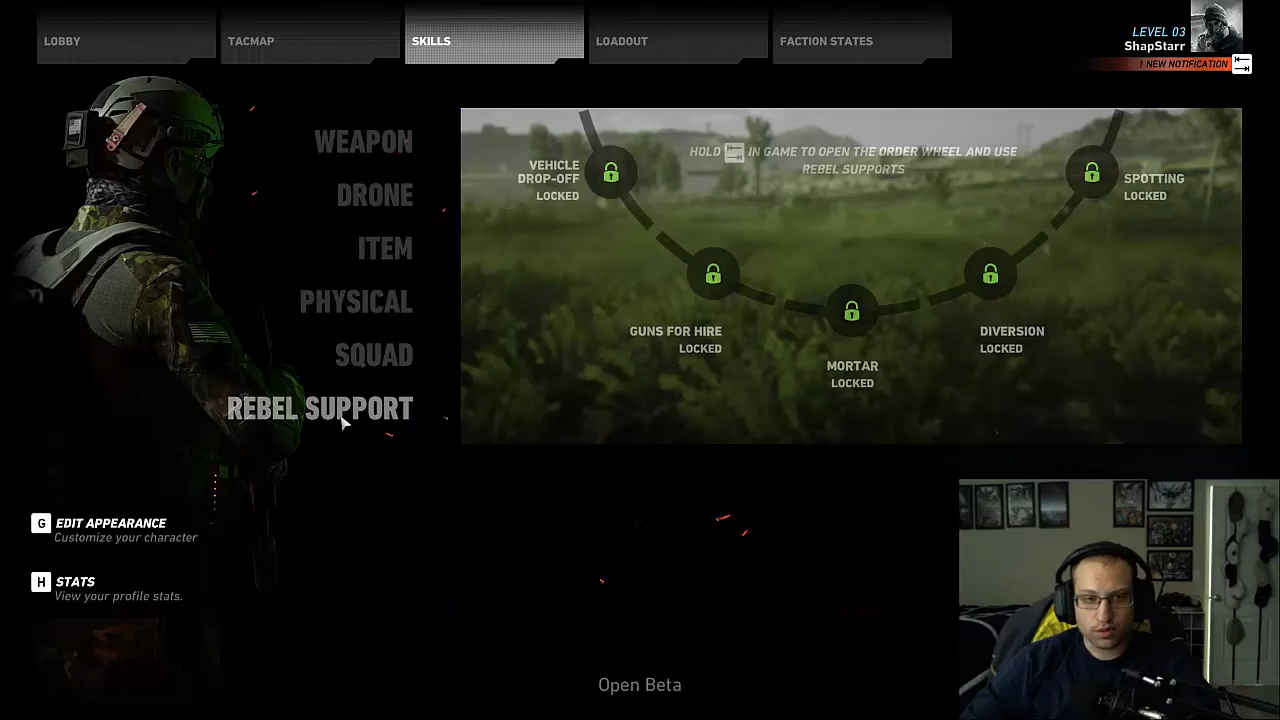 LOBBY
TACMAP
SKILLS
LOADOUT
FACTION STATES
LEVEL 03
ShapStarr
1 NEW NOTIFICATION
WEAPON
DRONE
ITEM
PHYSICAL
SQUAD
REBEL SUPPORT
HOLD IN GAME TO OPEN THE ORDER WHEEL AND USE
REBEL SUPPORTS
VEHICLE
DROP-OFF
LOCKED
SPOTTING
LOCKED
GUNS FOR HIRE
LOCKED
DIVERSION
LOCKED
MORTAR
LOCKED
G EDIT APPEARANCE
Customize your character
H STATS
View your profile stats.
Open Beta